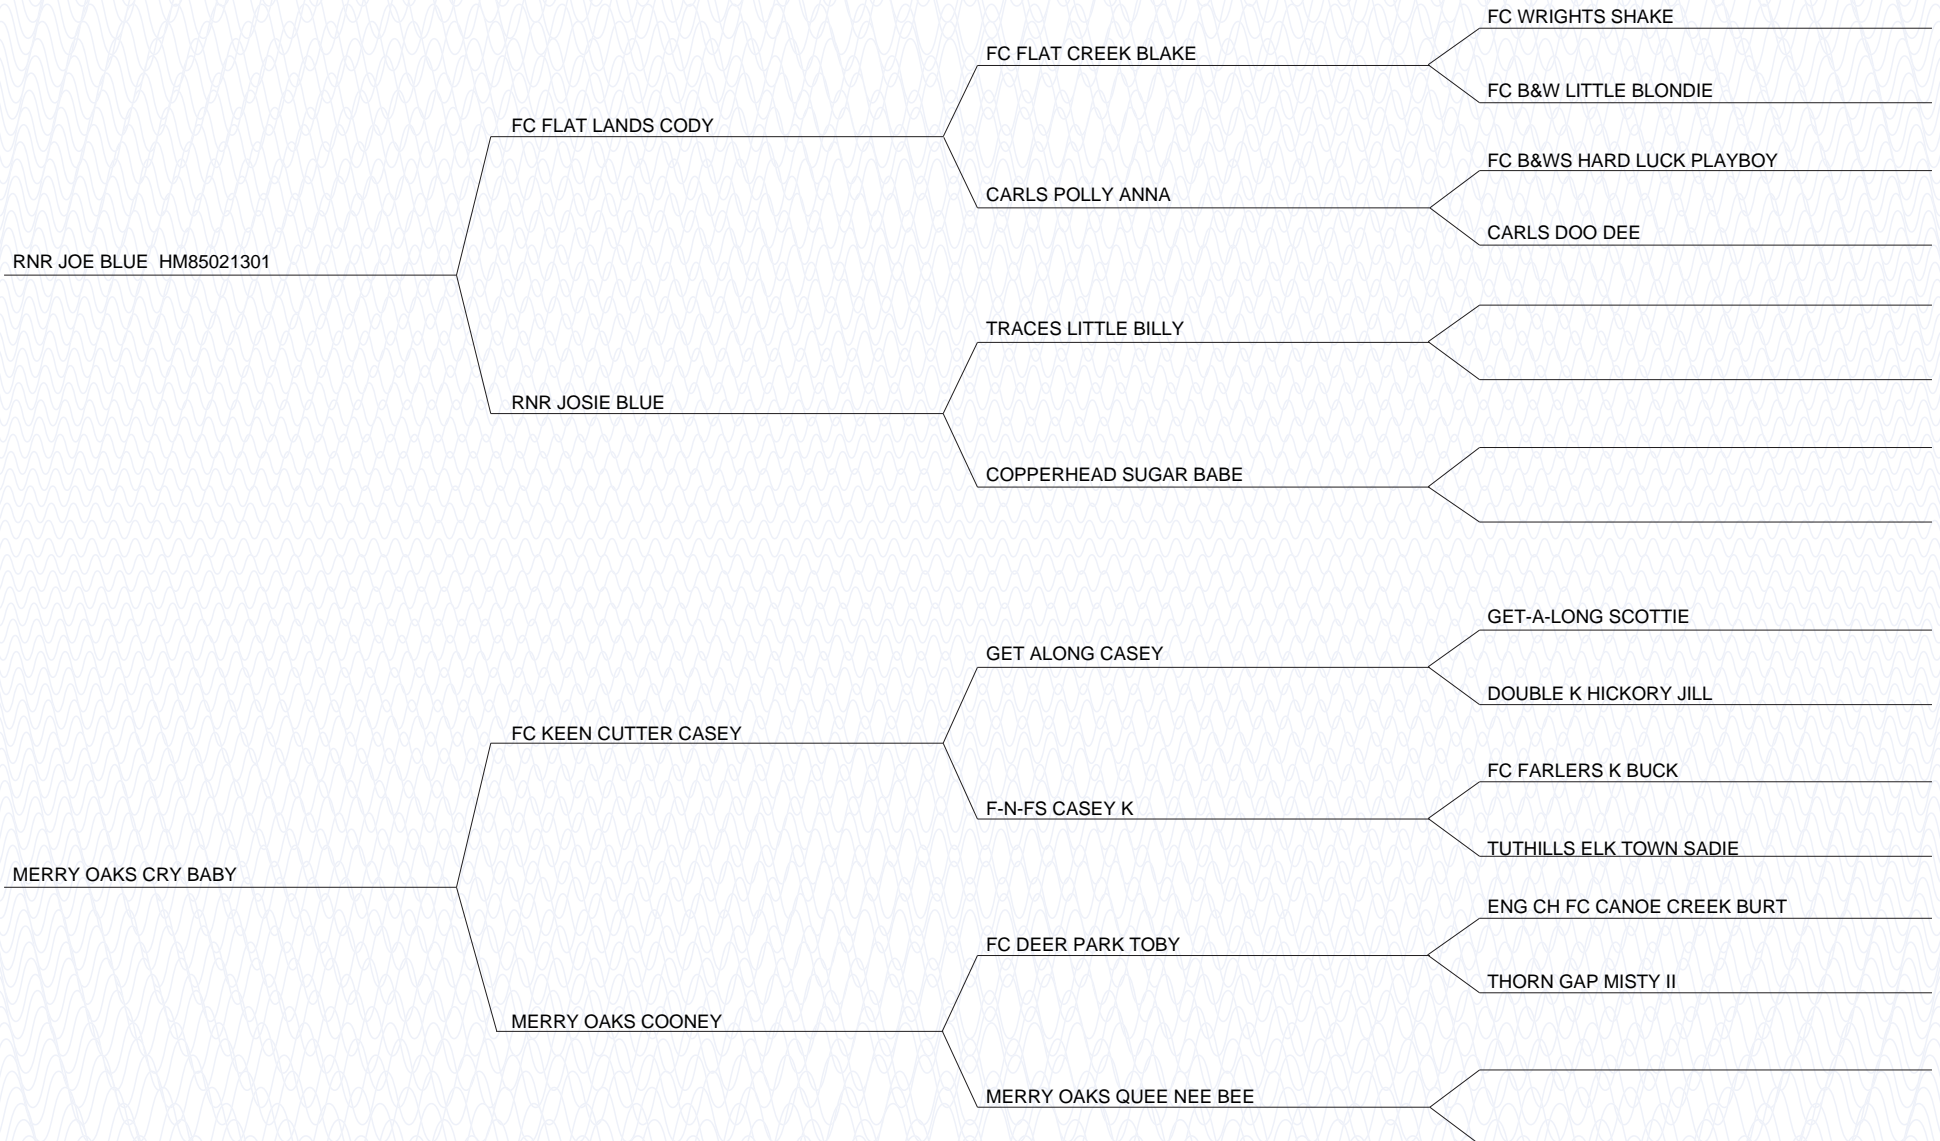 FC WRIGHTS SHAKE
FC FLAT CREEK BLAKE
FC B&W LITTLE BLONDIE
FC FLAT LANDS CODY
FC B&WS HARD LUCK PLAYBOY
CARLS POLLY ANNA
CARLS DOO DEE
RNR JOE BLUE  HM85021301
TRACES LITTLE BILLY
RNR JOSIE BLUE
COPPERHEAD SUGAR BABE
GET-A-LONG SCOTTIE
GET ALONG CASEY
DOUBLE K HICKORY JILL
FC KEEN CUTTER CASEY
FC FARLERS K BUCK
F-N-FS CASEY K
TUTHILLS ELK TOWN SADIE
MERRY OAKS CRY BABY
ENG CH FC CANOE CREEK BURT
FC DEER PARK TOBY
THORN GAP MISTY II
MERRY OAKS COONEY
MERRY OAKS QUEE NEE BEE